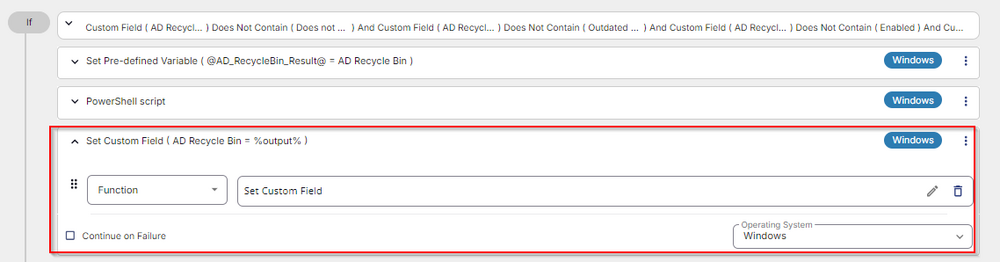 If
Custom Field ( AD Recycl... ) Does Not Contain ( Does not ... ) And Custom Field ( AD Recycl... ) Does Not Contain ( Outdated ... ) And Custom Field ( AD Recycl... ) Does Not Contain ( Enabled ) And Cu...
Set Pre-defined Variable ( @AD_RecycleBin_Result@ = AD Recycle Bin )
Windows
PowerShell script
Windows
Set Custom Field ( AD Recycle Bin = %output% )
Windows
Function
Set Custom Field
Continue on Failure
Operating System
Windows